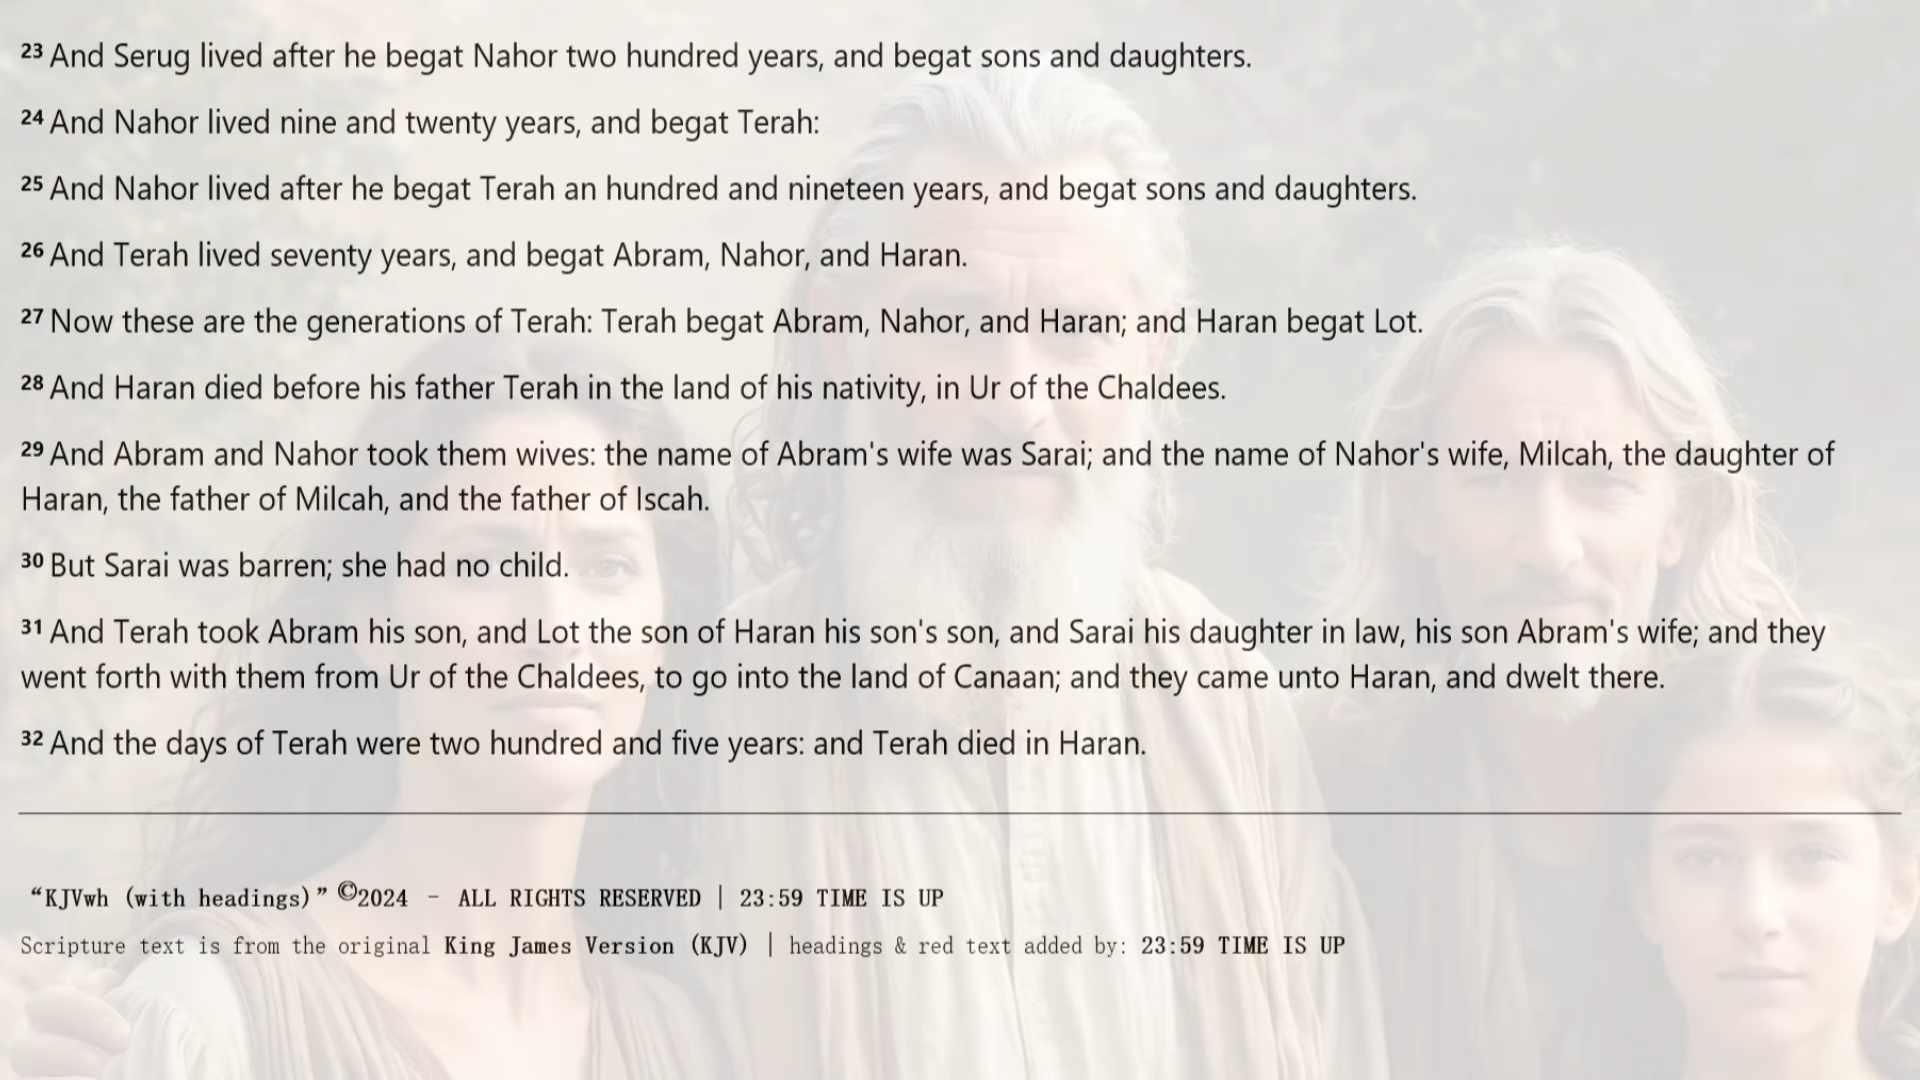 23 And Serug lived after he begat Nahor two hundred years, and begat sons and daughters.
24 And Nahor lived nine and twenty years, and begat Terah:
25 And Nahor lived after he begat Terah an hundred and nineteen years, and begat sons and daughters.
26 And Terah lived seventy years, and begat Abram, Nahor, and Haran.
27 Now these are the generations of Terah: Terah begat Abram, Nahor, and Haran; and Haran begat Lot.
28 And Haran died before his father Terah in the land of his nativity, in Ur of the Chaldees.
29 And Abram and Nahor took them wives: the name of Abram's wife was Sarai; and the name of Nahor's wife, Milcah, the daughter of
Haran, the father of Milcah, and the father of Iscah.
30 But Sarai was barren; she had no child.
31 And Terah took Abram his son, and Lot the son of Haran his son's son, and Sarai his daughter in law, his son Abram's wife; and they
went forth with them from Ur of the Chaldees, to go into the land of Canaan; and they came unto Haran, and dwelt there.
32 And the days of Terah were two hundred and five years: and Terah died in Haran.
“KJVwh (with headings)” ©2024 - ALL RIGHTS RESERVED | 23:59 TIME IS UP
Scripture text is from the original King James Version (KJV) | headings & red text added by: 23:59 TIME IS UP